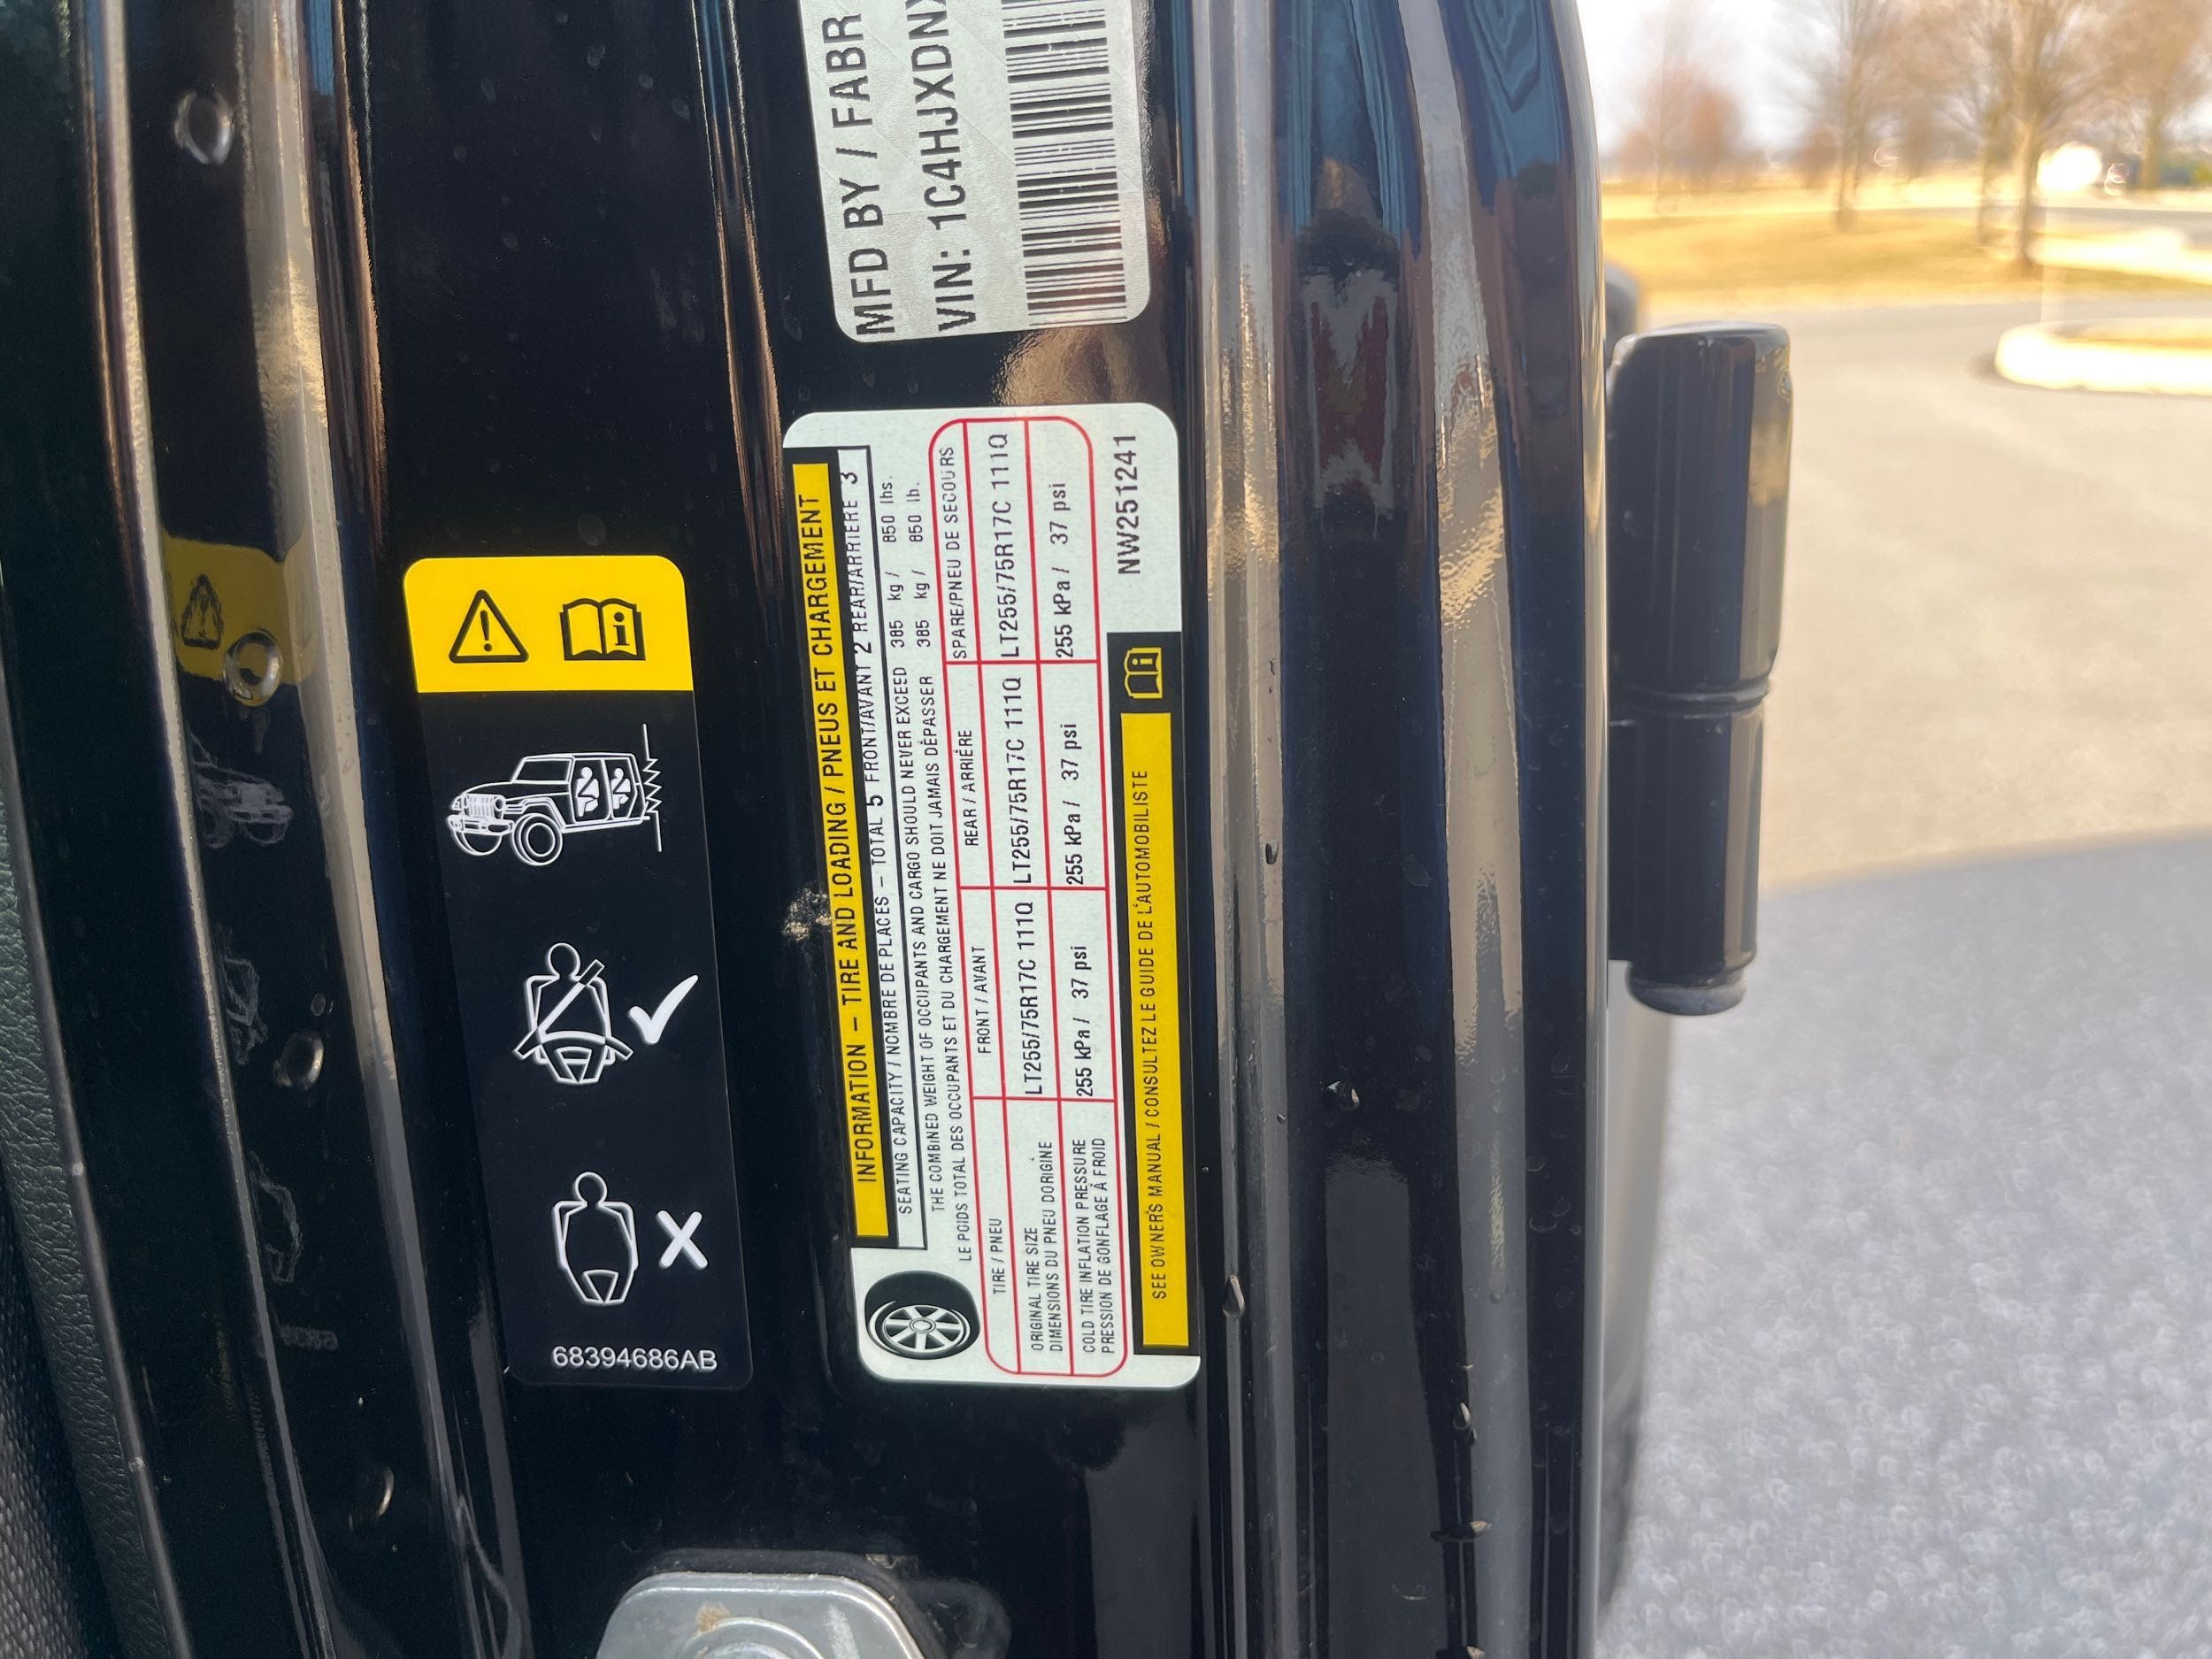 MFD BY / FABR
VIN: 1C4HJXDN
INFORMATION – TIRE AND LOADING / PNEUS ET CHARGEMENT
SEATING CAPACITY / NOMBRE DE PLACES – TOTAL 5 FRONT/AVANT 2 REAR/ARRIERE 3
THE COMBINED WEIGHT OF OCCUPANTS AND CARGO SHOULD NEVER EXCEED 385 kg / 850 lbs.
LE POIDS TOTAL DES OCCUPANTS ET DU CHARGEMENT NE DOIT JAMAIS DÉPASSER 385 kg / 850 lb.
TIRE / PNEU FRONT / AVANT REAR / ARRIÈRE SPARE/PNEU DE SECOURS
ORIGINAL TIRE SIZE
DIMENSIONS DU PNEU DORIGINE
LT255/75R17C 111Q LT255/75R17C 111Q LT255/75R17C 111Q
COLD TIRE INFLATION PRESSURE
PRESSION DE GONFLAGE À FROID
255 kPa / 37 psi 255 kPa / 37 psi 255 kPa / 37 psi
SEE OWNER'S MANUAL / CONSULTEZ LE GUIDE DE L'AUTOMOBILISTE
NW251241
68394686AB